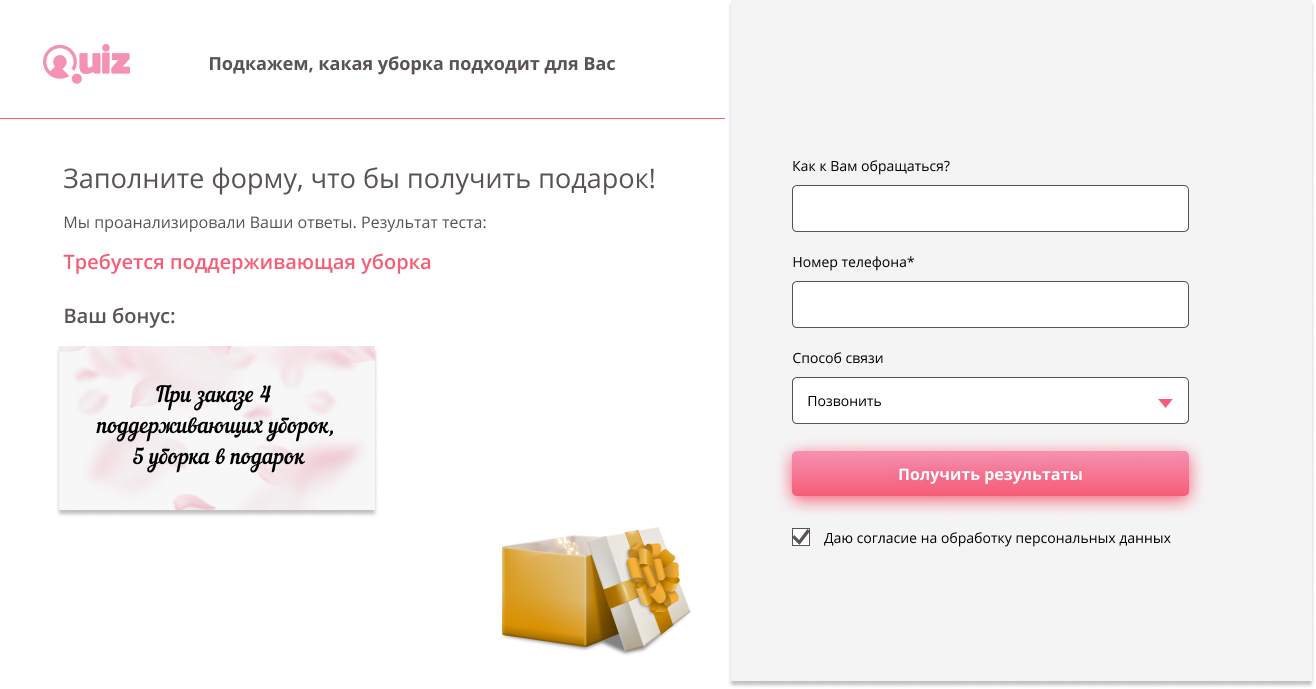 Quiz
Подкажем, какая уборка подходит для Вас
Заполните форму, что бы получить подарок!
Мы проанализировали Ваши ответы. Результат теста:
Требуется поддерживающая уборка
Ваш бонус:
При заказе 4
поддерживающих уборок,
5 уборка в подарок
Как к Вам обращаться?
Номер телефона*
Способ связи
Позвонить
Получить результаты
Даю согласие на обработку персональных данных